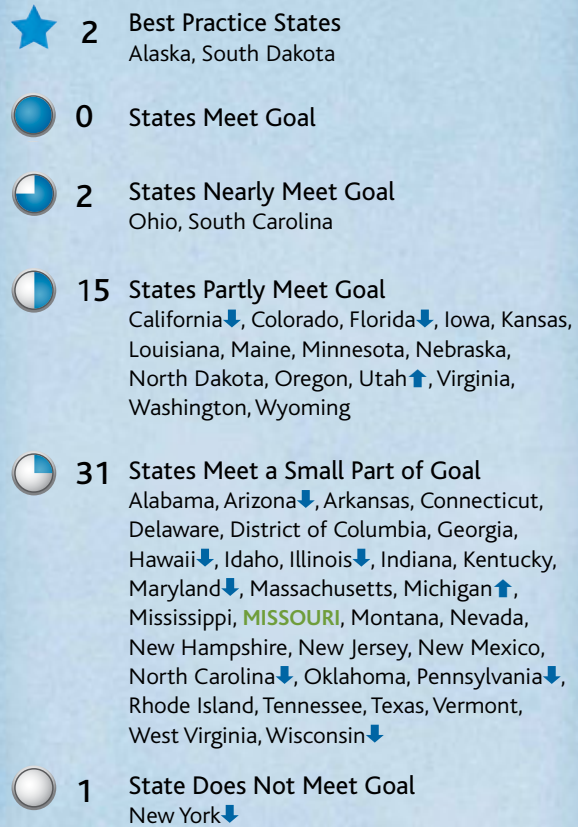 2 Best Practice States
Alaska, South Dakota
0 States Meet Goal
2 States Nearly Meet Goal
Ohio, South Carolina
15 States Partly Meet Goal
California⬇, Colorado, Florida⬇, Iowa, Kansas,
Louisiana, Maine, Minnesota, Nebraska,
North Dakota, Oregon, Utah⬆, Virginia,
Washington, Wyoming
31 States Meet a Small Part of Goal
Alabama, Arizona⬇, Arkansas, Connecticut,
Delaware, District of Columbia, Georgia,
Hawaii⬇, Idaho, Illinois⬇, Indiana, Kentucky,
Maryland⬇, Massachusetts, Michigan⬆,
Mississippi, MISSOURI, Montana, Nevada,
New Hampshire, New Jersey, New Mexico,
North Carolina⬇, Oklahoma, Pennsylvania⬇,
Rhode Island, Tennessee, Texas, Vermont,
West Virginia, Wisconsin⬇
1 State Does Not Meet Goal
New York⬇